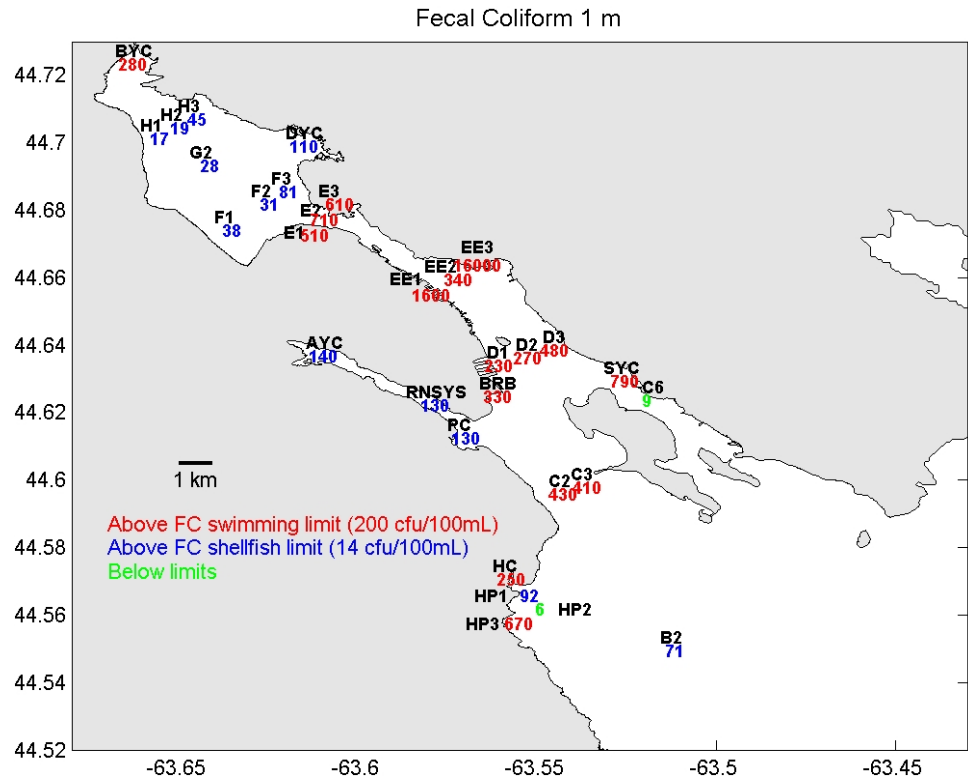 Fecal Coliform 1 m
44.72
44.7
44.68
44.66
44.64
44.62
44.6
44.58
44.56
44.54
44.52
BYC
280
H3
45
H2
19
H1
17
DYC
110
G2
28
F3
81
F2
31
F1
38
E3
610
E2
710
E1
510
EE3
16000
EE2
340
EE1
1600
D3
480
D2
270
D1
230
AYC
140
SYC
790
C6
9
BRB
330
RNSYS
130
PC
130
C3
410
C2
430
1 km
Above FC swimming limit (200 cfu/100mL)
Above FC shellfish limit (14 cfu/100mL)
Below limits
HC
250
HP1
92
6
HP2
HP3
670
B2
71
-63.65
-63.6
-63.55
-63.5
-63.45